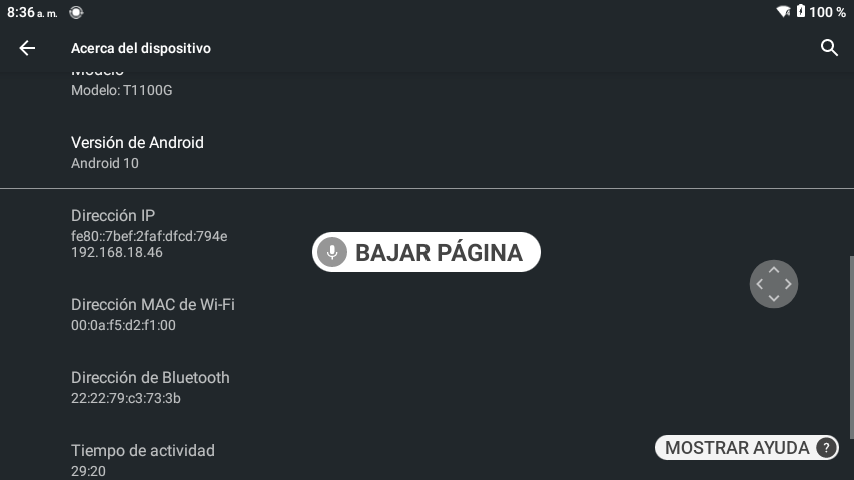 8:36 a. m.
100 %
Acerca del dispositivo
Modelo
Modelo: T1100G
Versión de Android
Android 10
Dirección IP
fe80::7bef:2faf:dfcd:794e
192.168.18.46
BAJAR PÁGINA
Dirección MAC de Wi-Fi
00:0a:f5:d2:f1:00
Dirección de Bluetooth
22:22:79:c3:73:3b
MOSTRAR AYUDA ?
Tiempo de actividad
29:20